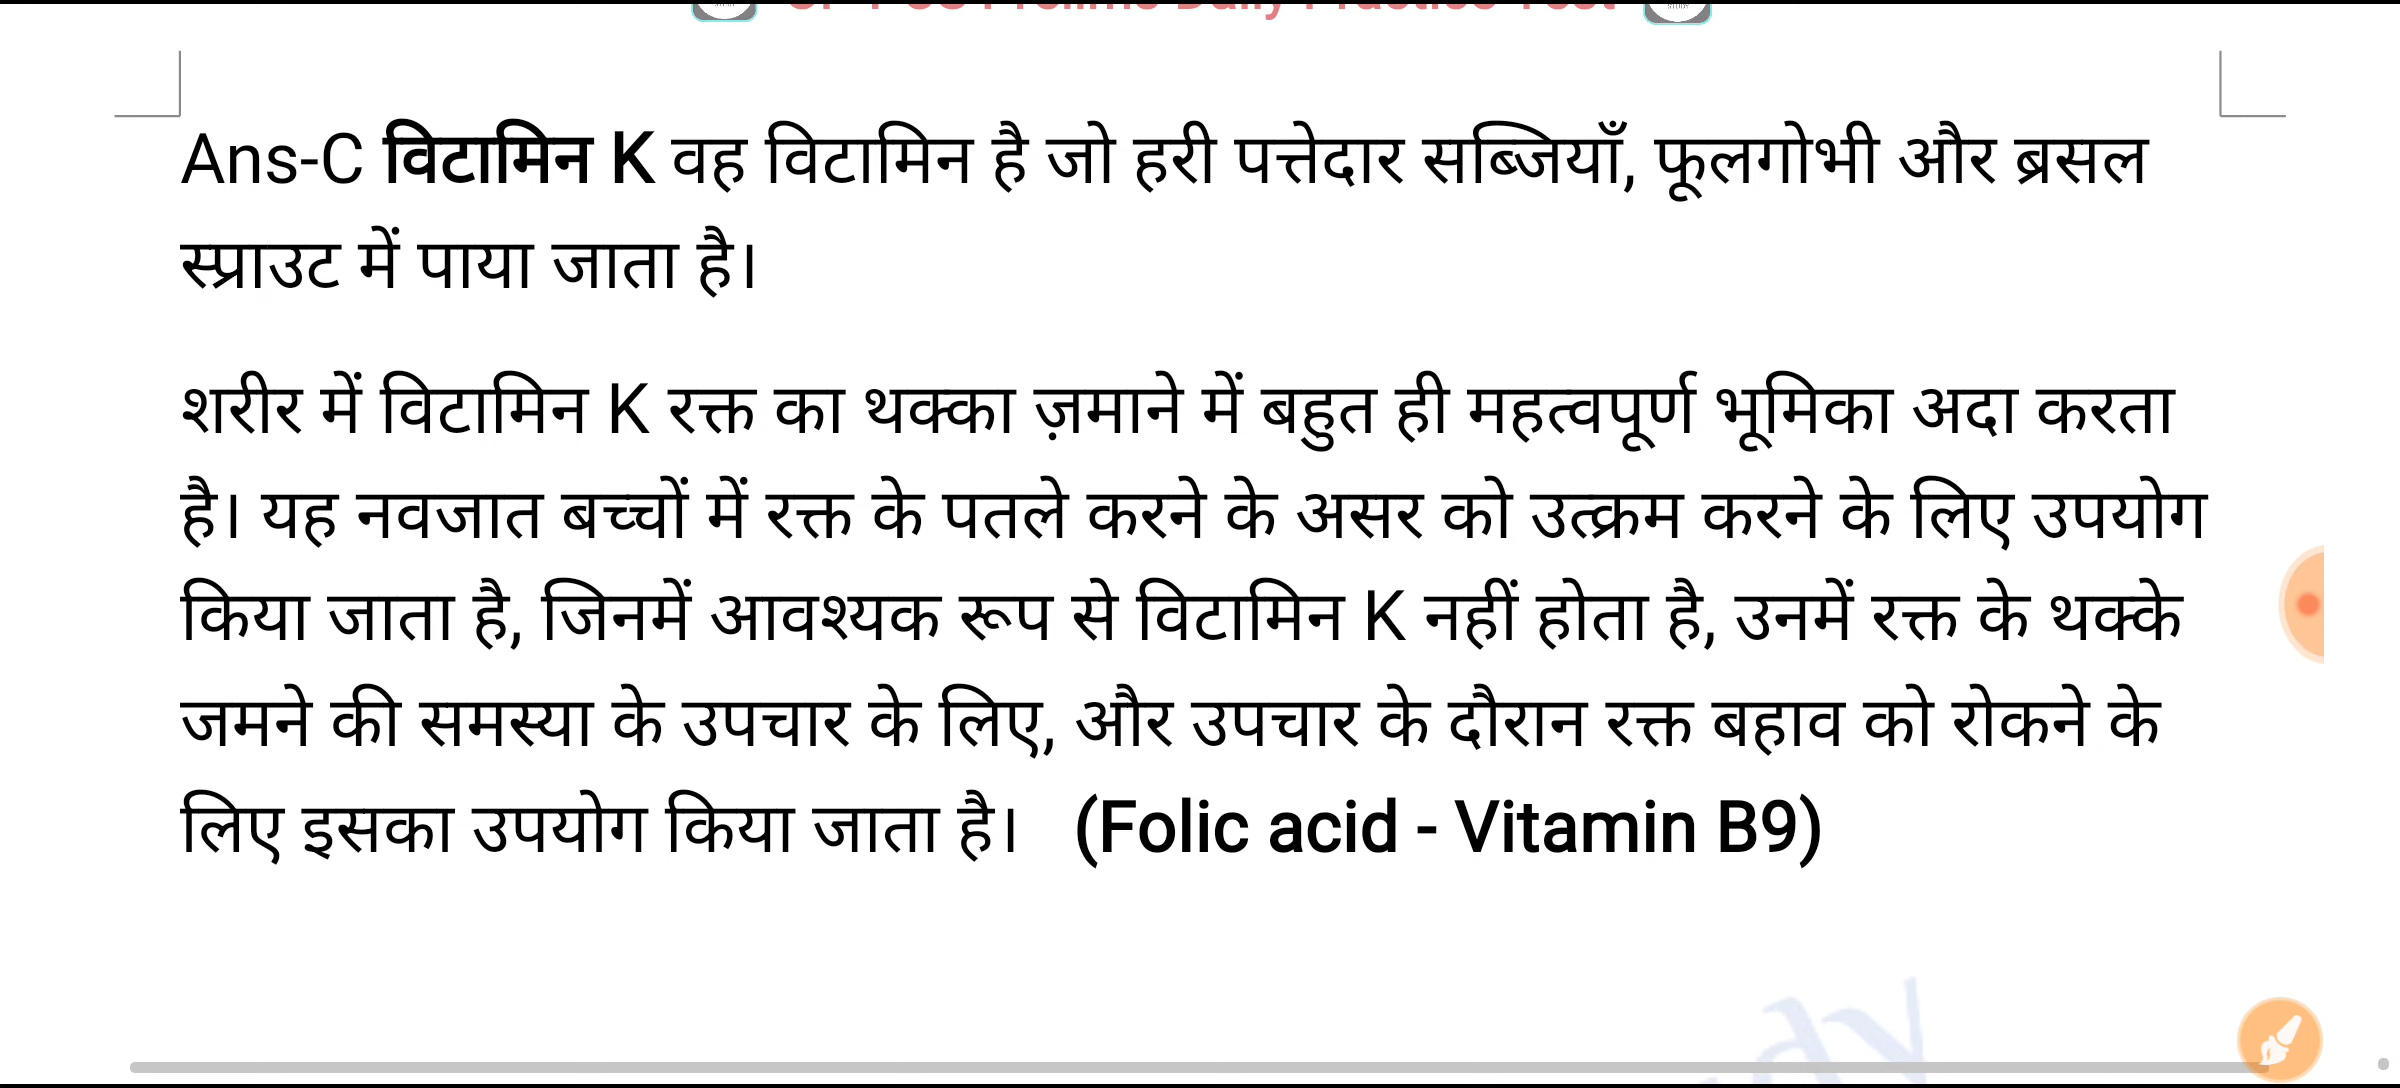 Ans-C विटामिन K वह विटामिन है जो हरी पत्तेदार सब्जियाँ, फूलगोभी और ब्रसल
स्प्राउट में पाया जाता है।
शरीर में विटामिन K रक्त का थक्का ज़माने में बहुत ही महत्वपूर्ण भूमिका अदा करता
है। यह नवजात बच्चों में रक्त के पतले करने के असर को उत्क्रम करने के लिए उपयोग
किया जाता है, जिनमें आवश्यक रूप से विटामिन K नहीं होता है, उनमें रक्त के थक्के
जमने की समस्या के उपचार के लिए, और उपचार के दौरान रक्त बहाव को रोकने के
लिए इसका उपयोग किया जाता है। (Folic acid - Vitamin B9)